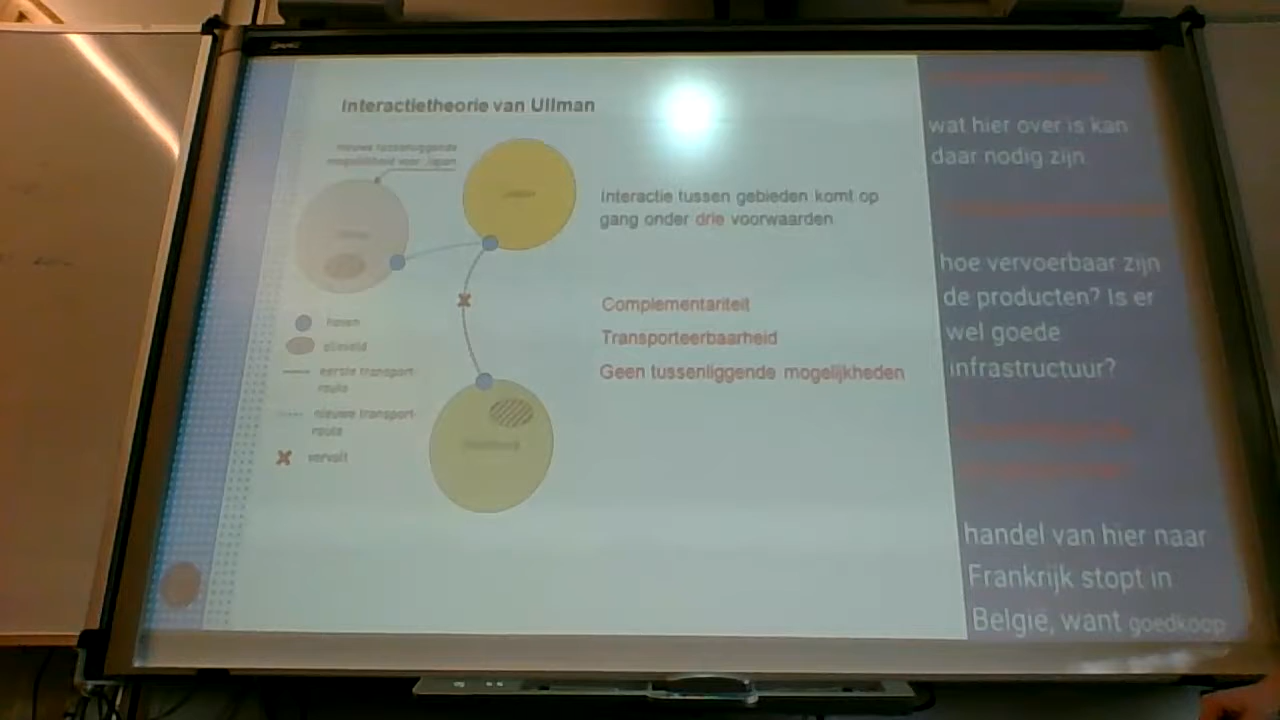 Interactietheorie van Ullman
nieuwe tussenliggende
mogelijkheid voor Japan
Interactie tussen gebieden komt op
gang onder drie voorwaarden
Complementariteit
Transporteerbaarheid
Geen tussenliggende mogelijkheden
haven
olieveld
eerste transport-
route
nieuwe transport-
route
vervalt
wat hier over is kan
daar nodig zijn
hoe vervoerbaar zijn
de producten? Is er
wel goede
infrastructuur?
handel van hier naar
Frankrijk stopt in
Belgie, want goedkoop